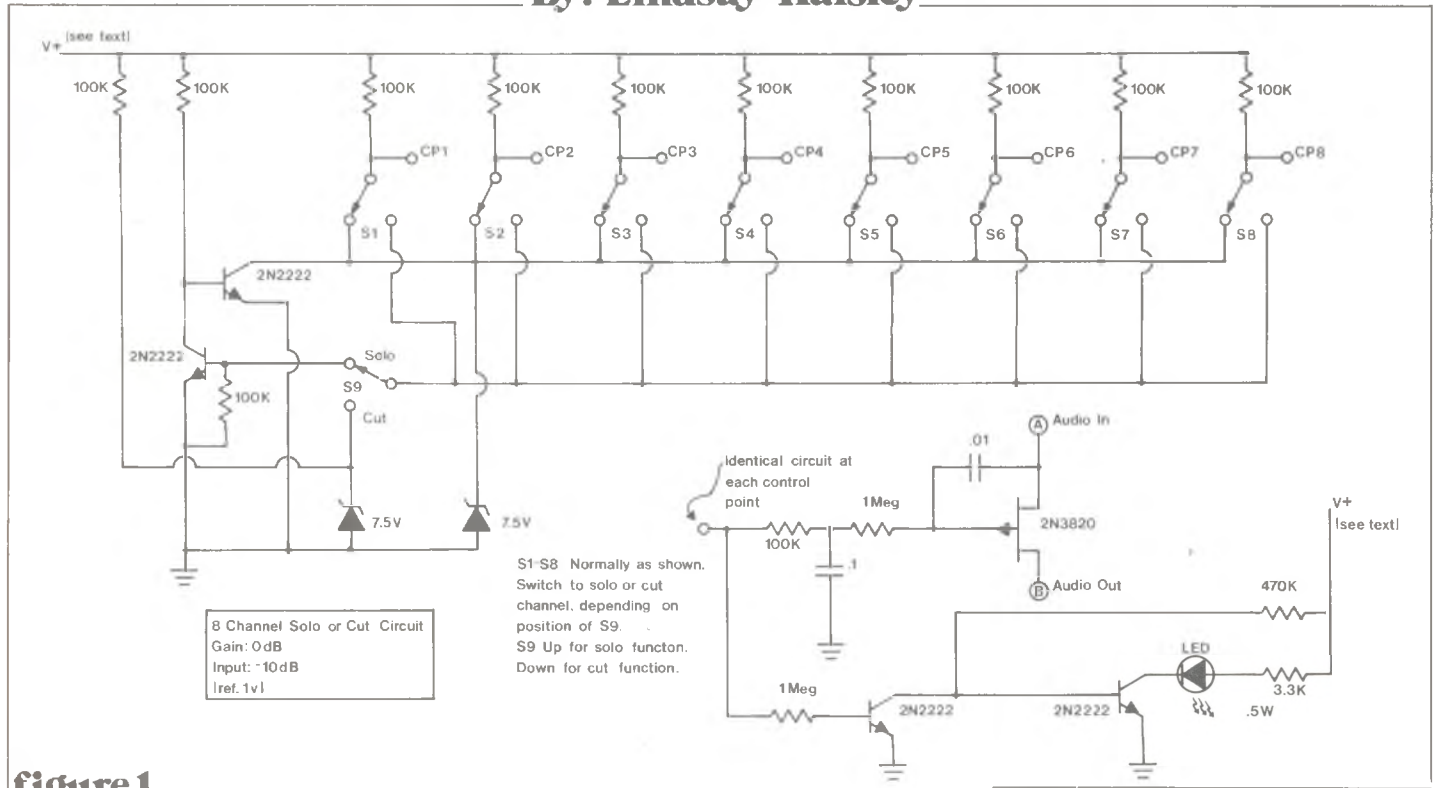 By: Lindsay Haisley
V+ (see text)
100K
100K
100K
100K
100K
100K
100K
100K
100K
100K
CP1
CP2
CP3
CP4
CP5
CP6
CP7
CP8
S1
S2
S3
S4
S5
S6
S7
S8
2N2222
2N2222
Solo
S9
100K
Cut
7.5V
7.5V
Identical circuit at
each control
point
100K
.1
1Meg
.01
A Audio In
2N3820
B Audio Out
V+
(see text)
470K
LED
3.3K
.5W
1Meg
2N2222
2N2222
S1-S8 Normally as shown.
Switch to solo or cut
channel, depending on
position of S9.
S9 Up for solo functon.
Down for cut function.
8 Channel Solo or Cut Circuit
Gain: 0dB
Input: -10dB
(ref. 1v)
figure 1